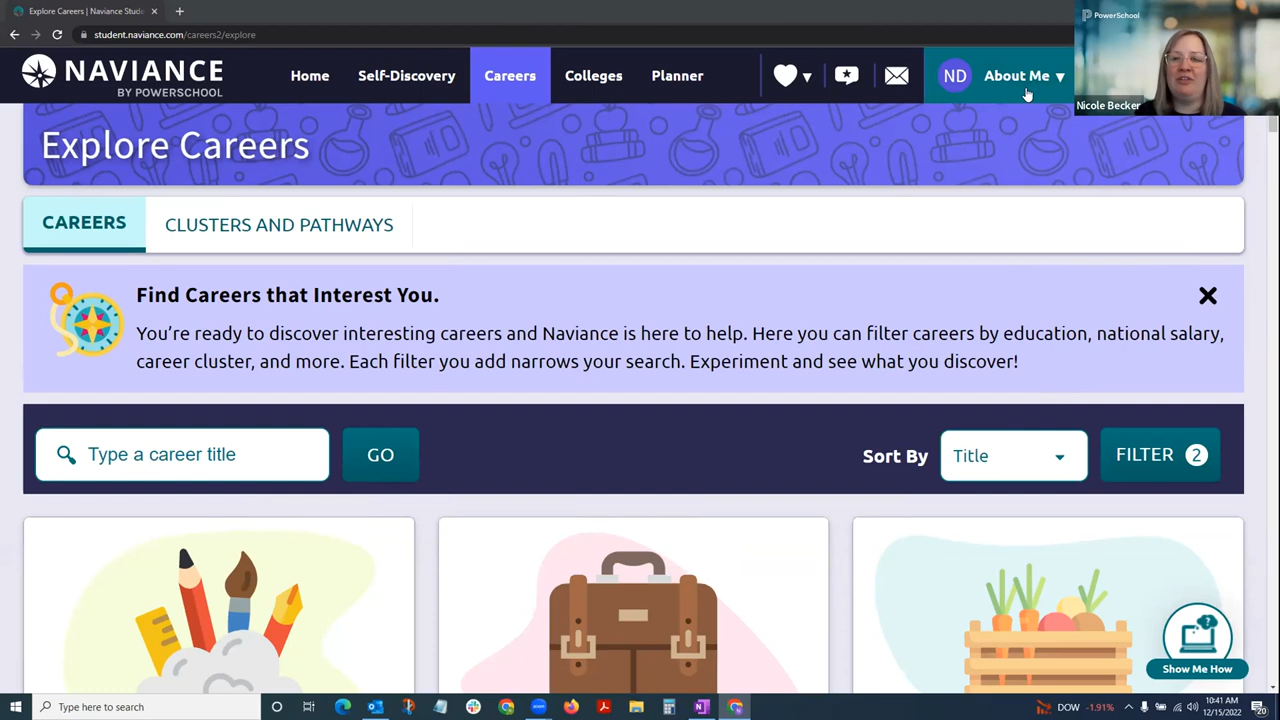 Explore Careers | Naviance Stude
student.naviance.com/careers2/explore
NAVIANCE
BY POWERSCHOOL
Home
Self-Discovery
Careers
Colleges
Planner
ND
About Me
PowerSchool
Nicole Becker
Explore Careers
CAREERS
CLUSTERS AND PATHWAYS
Find Careers that Interest You.
You're ready to discover interesting careers and Naviance is here to help. Here you can filter careers by education, national salary,
career cluster, and more. Each filter you add narrows your search. Experiment and see what you discover!
Type a career title
GO
Sort By
Title
FILTER 2
Show Me How
Type here to search
DOW -1.91%
10:41 AM
12/15/2022
20